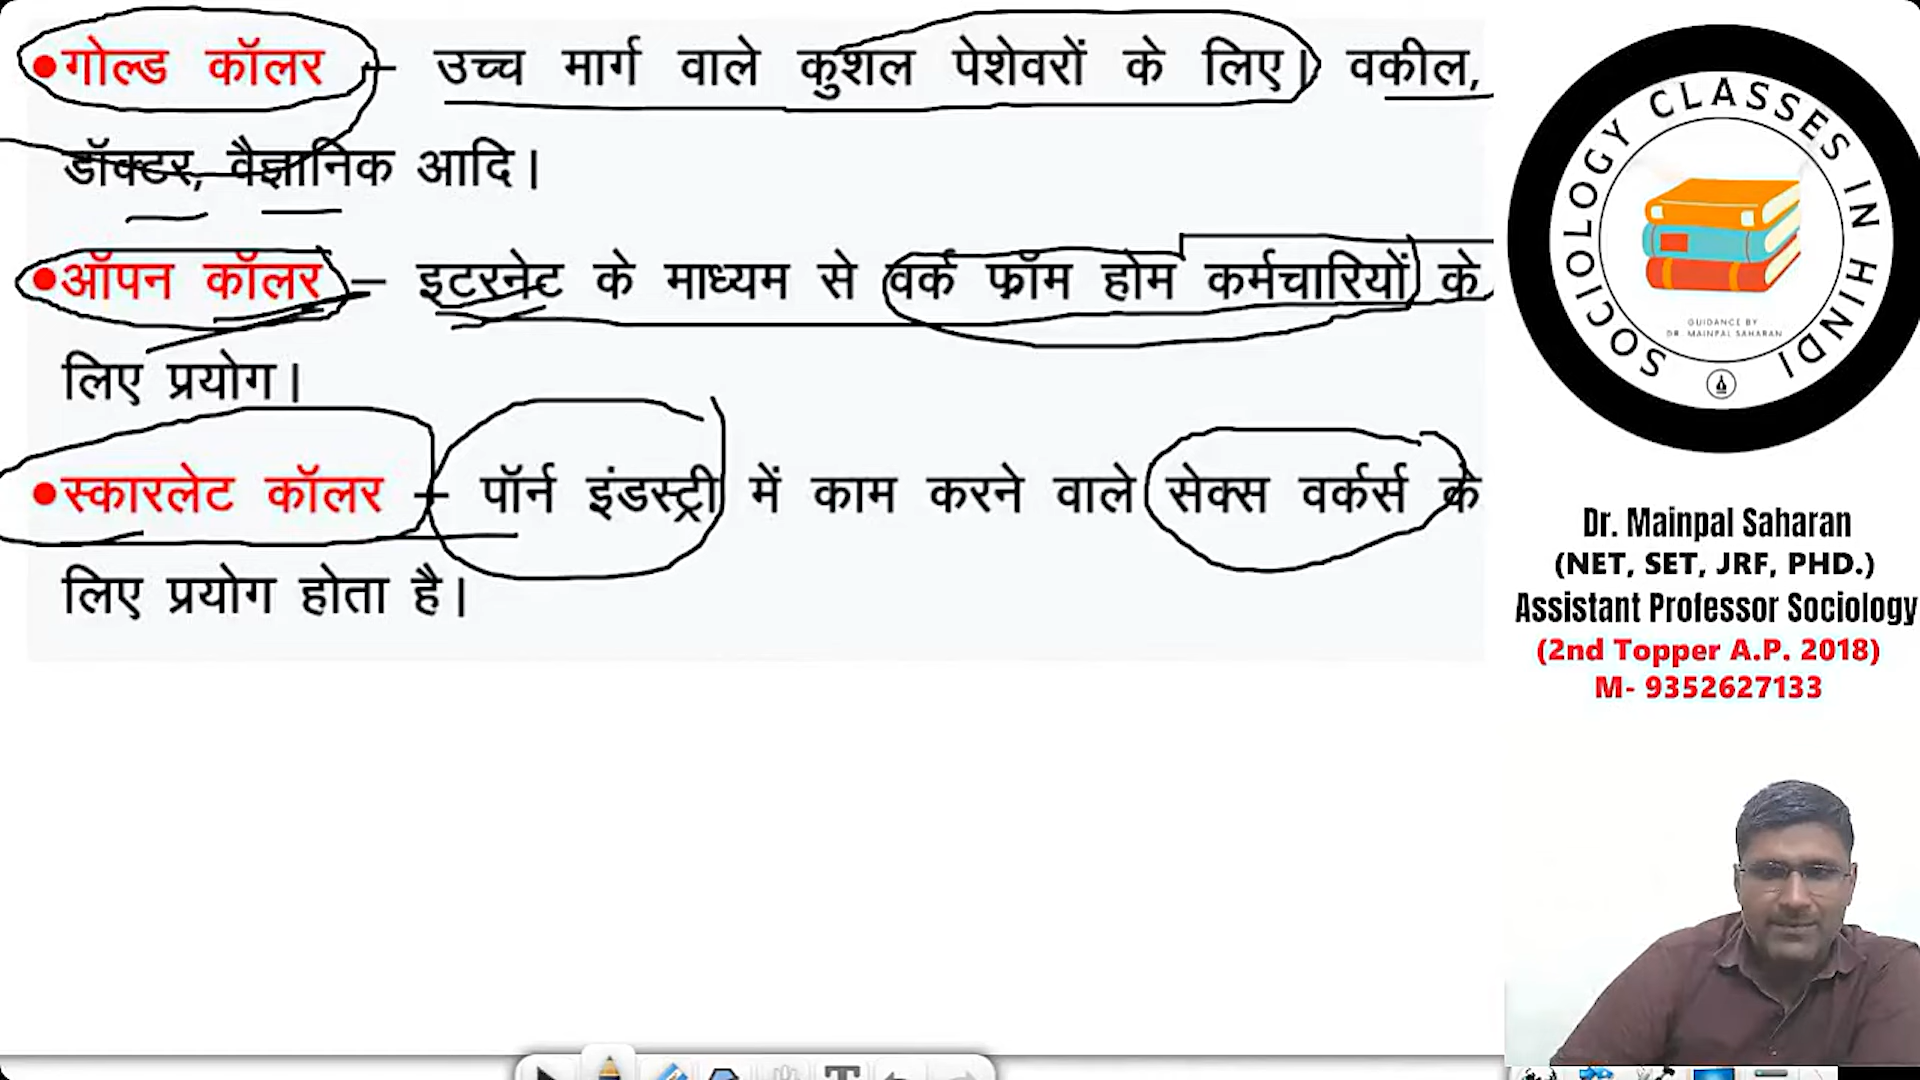 •गोल्ड कॉलर – उच्च मार्ग वाले कुशल पेशेवरों के लिए। वकील,
डॉक्टर, वैज्ञानिक आदि।
•ऑपन कॉलर – इटरनेट के माध्यम से वर्क फ्रॉम होम कर्मचारियों के
लिए प्रयोग।
•स्कारलेट कॉलर – पॉर्न इंडस्ट्री में काम करने वाले सेक्स वर्कर्स के
लिए प्रयोग होता है।
SOCIOLOGY CLASSES IN HINDI
GUIDANCE BY
DR. MAINPAL SAHARAN
Dr. Mainpal Saharan
(NET, SET, JRF, PHD.)
Assistant Professor Sociology
(2nd Topper A.P. 2018)
M- 9352627133
T